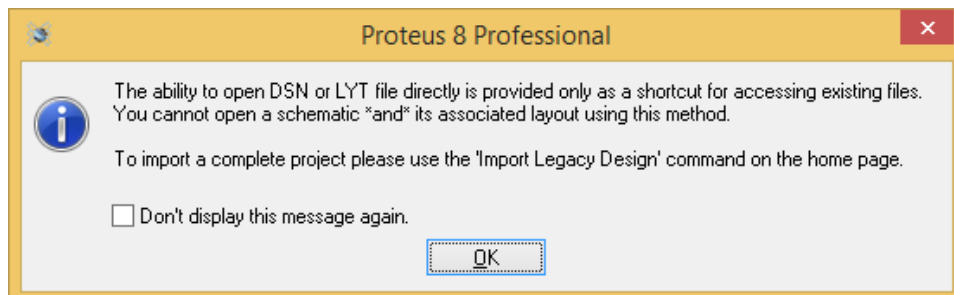 Proteus 8 Professional
The ability to open DSN or LYT file directly is provided only as a shortcut for accessing existing files.
You cannot open a schematic *and* its associated layout using this method.
To import a complete project please use the 'Import Legacy Design' command on the home page.
Don't display this message again.
OK